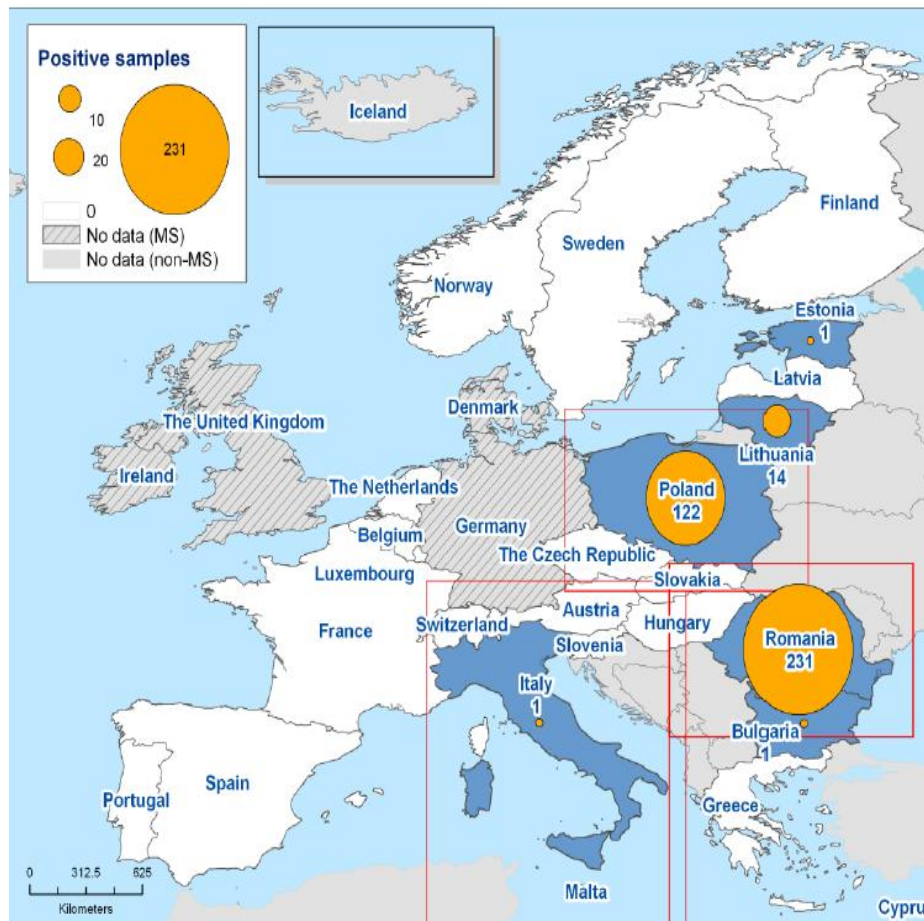 Positive samples
10
20
231
0
No data (MS)
No data (non-MS)
Iceland
Finland
Sweden
Norway
Estonia
1
Latvia
Denmark
The United Kingdom
Lithuania
14
Ireland
The Netherlands
Poland
122
Germany
Belgium
The Czech Republic
Luxembourg
Slovakia
Austria
France
Switzerland
Hungary
Slovenia
Romania
231
Italy
1
Bulgaria
1
Spain
Portugal
Greece
0 312.5 625
Kilometers
Malta
Cypru